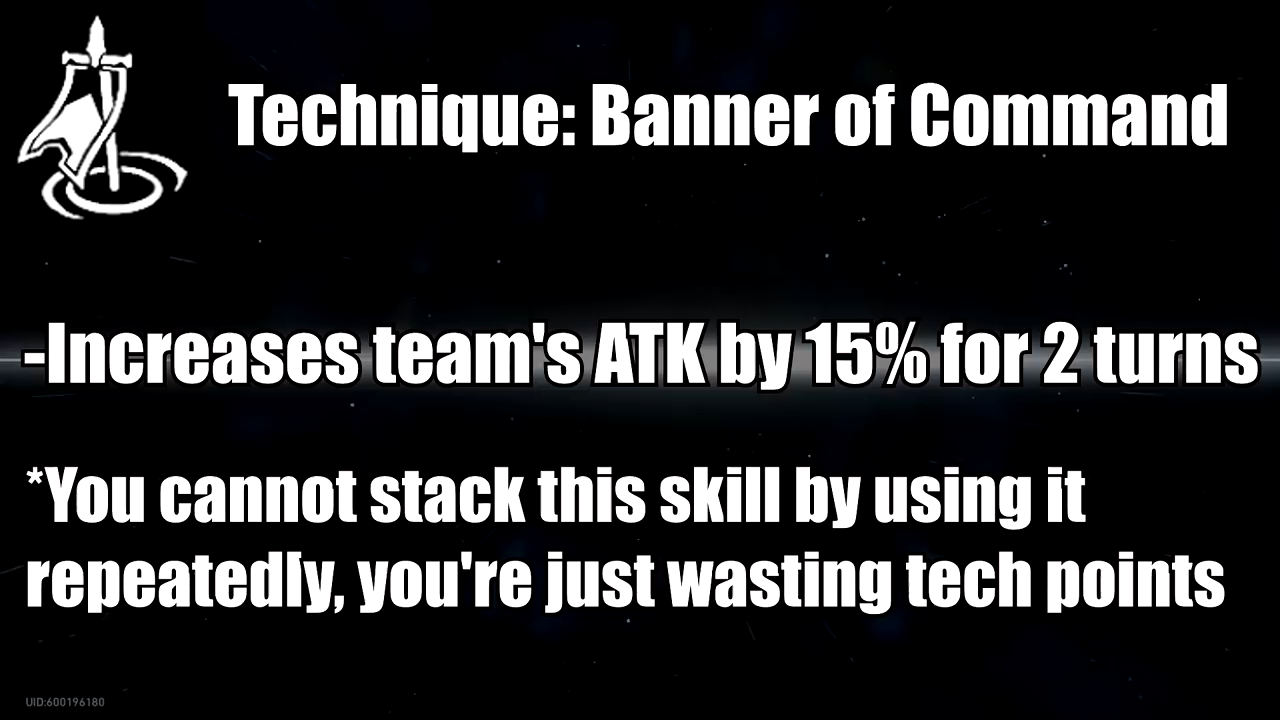 Technique: Banner of Command
-Increases team's ATK by 15% for 2 turns
*You cannot stack this skill by using it
repeatedly, you're just wasting tech points
UID:600196180